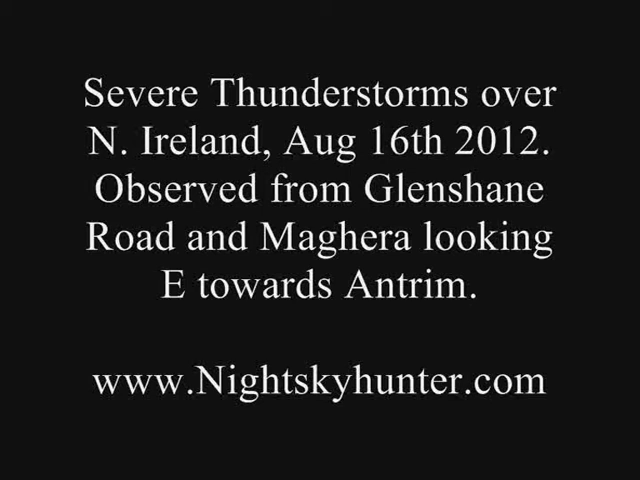 Severe Thunderstorms over
N. Ireland, Aug 16th 2012.
Observed from Glenshane
Road and Maghera looking
E towards Antrim.
www.Nightskyhunter.com